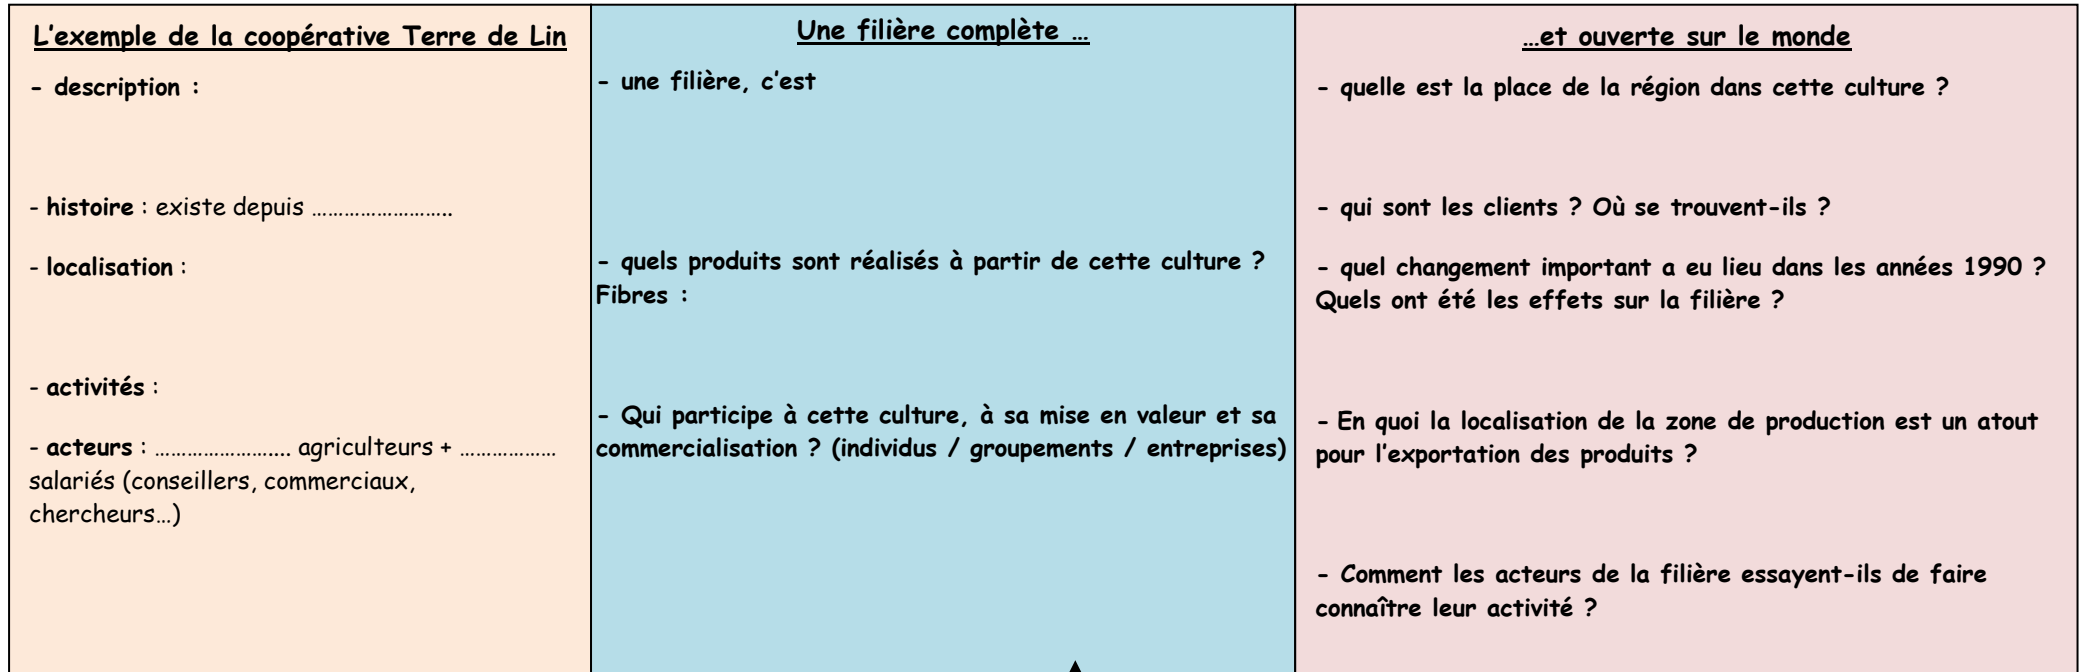 L'exemple de la coopérative Terre de Lin
- description :
- histoire : existe depuis ……………………..
- localisation :
- activités :
- acteurs : ………………….... agriculteurs + ………………
salariés (conseillers, commerciaux,
chercheurs…)
Une filière complète …
- une filière, c'est
- quels produits sont réalisés à partir de cette culture ?
Fibres :
- Qui participe à cette culture, à sa mise en valeur et sa
commercialisation ? (individus / groupements / entreprises)
…et ouverte sur le monde
- quelle est la place de la région dans cette culture ?
- qui sont les clients ? Où se trouvent-ils ?
- quel changement important a eu lieu dans les années 1990 ?
Quels ont été les effets sur la filière ?
- En quoi la localisation de la zone de production est un atout
pour l'exportation des produits ?
- Comment les acteurs de la filière essayent-ils de faire
connaître leur activité ?